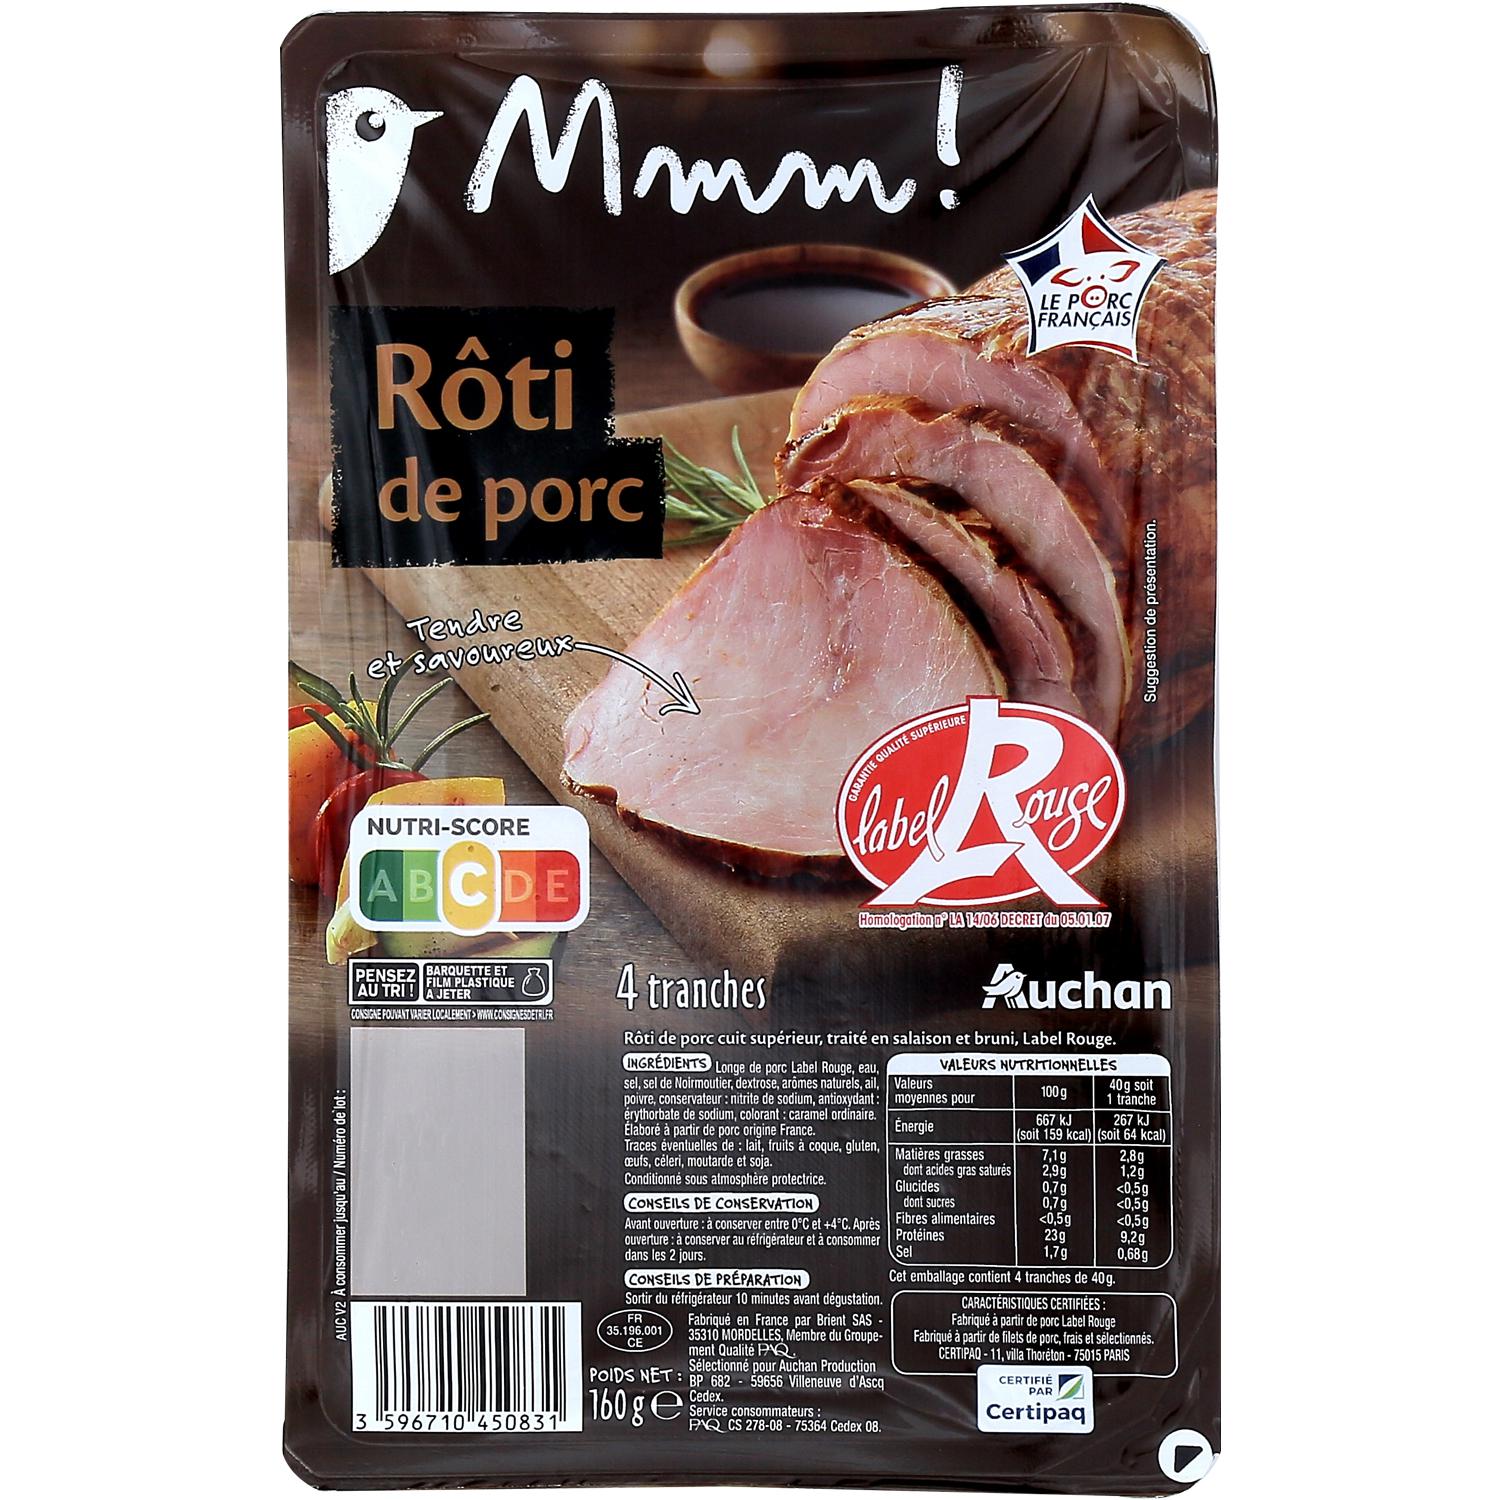 Mmmm!
LE PORC
FRANÇAIS
Rôti
de porc
Tendre
et savoureux
Suggestion de présentation.
GARANTIE QUALITÉ SUPÉRIEURE
label Rouge
Homologation n° LA 14/06 DECRET du 05.01.07
NUTRI-SCORE
A B C D E
PENSEZ
AU TRI !
BARQUETTE ET
FILM PLASTIQUE
A JETER
CONSIGNE POUVANT VARIER LOCALEMENT > WWW.CONSIGNESDETRI.FR
4 tranches
Auchan
Rôti de porc cuit supérieur, traité en salaison et bruni, Label Rouge.
INGRÉDIENTS Longe de porc Label Rouge, eau,
sel, sel de Noirmoutier, dextrose, arômes naturels, ail,
poivre, conservateur : nitrite de sodium, antioxydant :
érythorbate de sodium, colorant : caramel ordinaire.
Élaboré à partir de porc origine France.
Traces éventuelles de : lait, fruits à coque, gluten,
œufs, céleri, moutarde et soja.
Conditionné sous atmosphère protectrice.
CONSEILS DE CONSERVATION
Avant ouverture : à conserver entre 0°C et +4°C. Après
ouverture : à conserver au réfrigérateur et à consommer
dans les 2 jours.
CONSEILS DE PRÉPARATION
Sortir du réfrigérateur 10 minutes avant dégustation.
FR
35.196.001
CE
Fabriqué en France par Brient SAS -
35310 MORDELLES, Membre du Groupe-
ment Qualité PAQ.
Sélectionné pour Auchan Production
BP 682 - 59656 Villeneuve d'Ascq
Cedex.
Service consommateurs :
PAQ CS 278-08 - 75364 Cedex 08.
POIDS NET :
160 g e
VALEURS NUTRITIONNELLES
Valeurs
moyennes pour
100g
40g soit
1 tranche
Énergie
667 kJ
(soit 159 kcal)
267 kJ
(soit 64 kcal)
Matières grasses 7,1g 2,8g
dont acides gras saturés 2,9g 1,2g
Glucides 0,7g <0,5g
dont sucres 0,7g <0,5g
Fibres alimentaires <0,5g <0,5g
Protéines 23g 9,2g
Sel 1,7g 0,68g
Cet emballage contient 4 tranches de 40g.
CARACTÉRISTIQUES CERTIFIÉES :
Fabriqué à partir de porc Label Rouge
Fabriqué à partir de filets de porc, frais et sélectionnés.
CERTIPAQ - 11, villa Thoréton - 75015 PARIS
CERTIFIÉ
PAR
Certipaq
AUC V2 À consommer jusqu'au / Numéro de lot :
3 596710 450831